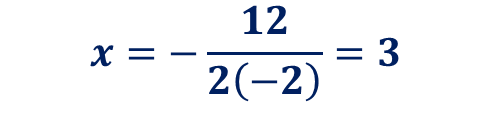 x = − 12 / 2(−2) = 3